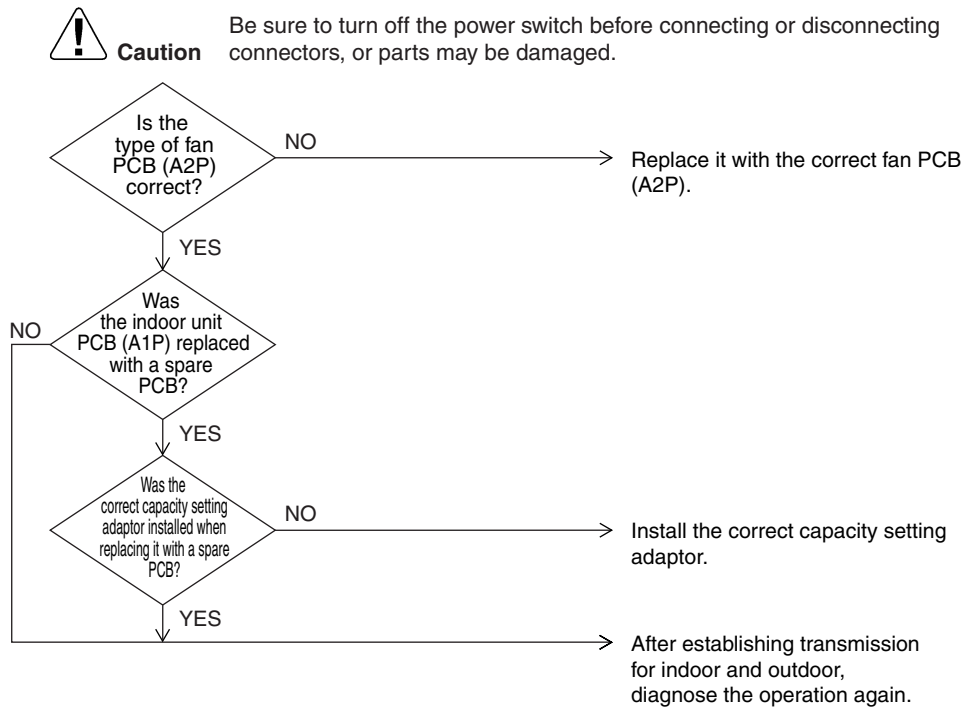 Be sure to turn off the power switch before connecting or disconnecting
Caution connectors, or parts may be damaged.
Is the
type of fan
PCB (A2P)
correct?
NO
Replace it with the correct fan PCB
(A2P).
YES
Was
the indoor unit
PCB (A1P) replaced
with a spare
PCB?
NO
YES
Was the
correct capacity setting
adaptor installed when
replacing it with a spare
PCB?
NO
Install the correct capacity setting
adaptor.
YES
After establishing transmission
for indoor and outdoor,
diagnose the operation again.